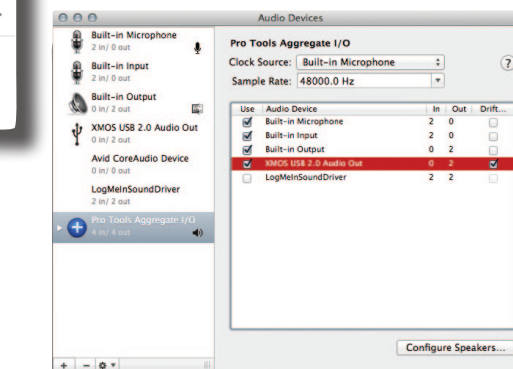 Audio Devices
Built-in Microphone
2 in/ 0 out
Built-in Input
2 in/ 0 out
Built-in Output
0 in/ 2 out
XMOS USB 2.0 Audio Out
0 in/ 2 out
Avid CoreAudio Device
0 in/ 0 out
LogMeInSoundDriver
2 in/ 2 out
Pro Tools Aggregate I/O
4 in/ 4 out
Pro Tools Aggregate I/O
Clock Source: Built-in Microphone
?
Sample Rate: 48000.0 Hz
Use Audio Device In Out Drift...
Built-in Microphone 2 0
Built-in Input 2 0
Built-in Output 0 2
XMOS USB 2.0 Audio Out 0 2
LogMeInSoundDriver 2 2
Configure Speakers...